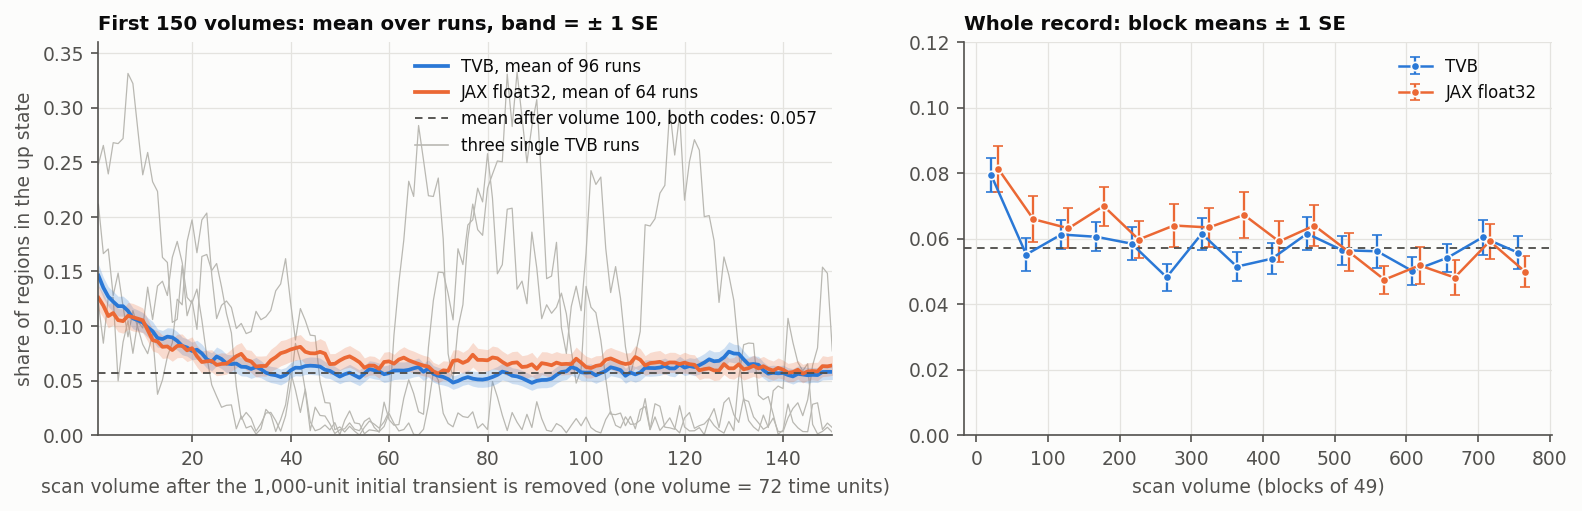 First 150 volumes: mean over runs, band = ± 1 SE
share of regions in the up state
0.35
0.30
0.25
0.20
0.15
0.10
0.05
0.00
TVB, mean of 96 runs
JAX float32, mean of 64 runs
mean after volume 100, both codes: 0.057
three single TVB runs
20 40 60 80 100 120 140
scan volume after the 1,000-unit initial transient is removed (one volume = 72 time units)
Whole record: block means ± 1 SE
0.12
0.10
0.08
0.06
0.04
0.02
0.00
TVB
JAX float32
0 100 200 300 400 500 600 700 800
scan volume (blocks of 49)